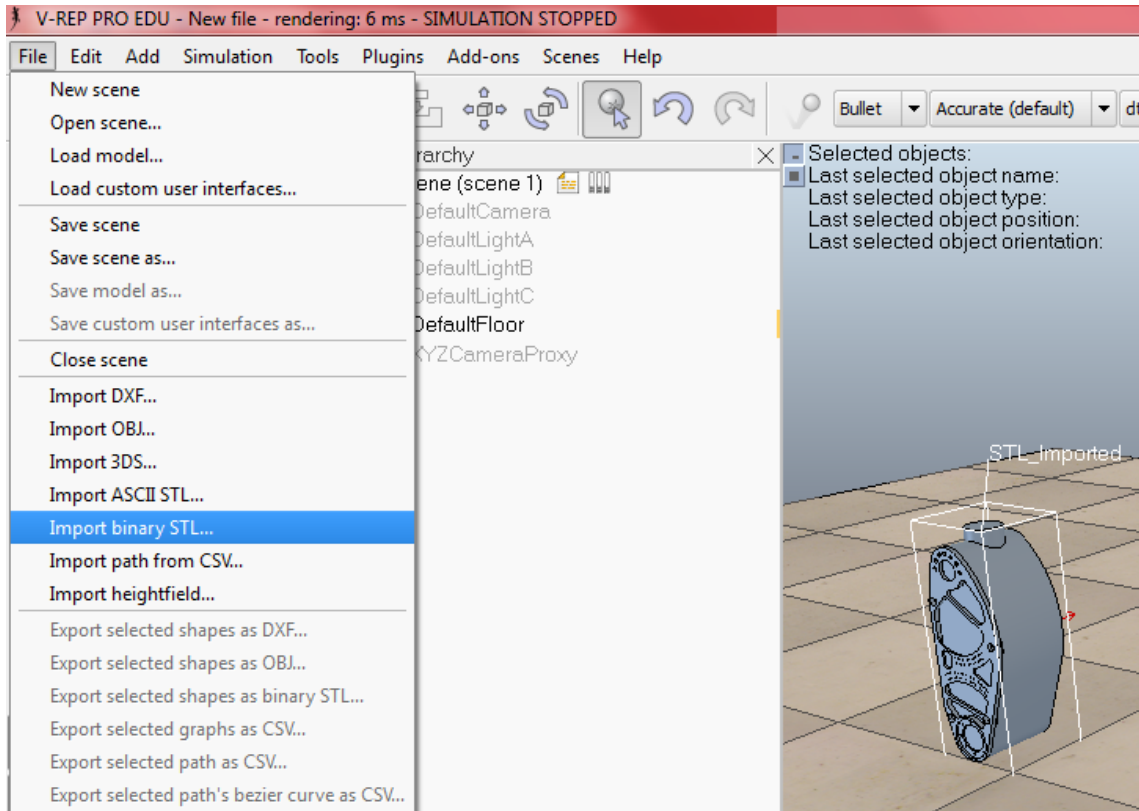 V-REP PRO EDU - New file - rendering: 6 ms - SIMULATION STOPPED
File Edit Add Simulation Tools Plugins Add-ons Scenes Help
Bullet Accurate (default) dt
New scene
Open scene...
Load model...
Load custom user interfaces...
Save scene
Save scene as...
Save model as...
Save custom user interfaces as...
Close scene
Import DXF...
Import OBJ...
Import 3DS...
Import ASCII STL...
Import binary STL...
Import path from CSV...
Import heightfield...
Export selected shapes as DXF...
Export selected shapes as OBJ...
Export selected shapes as binary STL...
Export selected graphs as CSV...
Export selected path as CSV...
Export selected path's bezier curve as CSV...
rarchy
ene (scene 1)
DefaultCamera
DefaultLightA
DefaultLightB
DefaultLightC
DefaultFloor
XYZCameraProxy
Selected objects:
Last selected object name:
Last selected object type:
Last selected object position:
Last selected object orientation:
STL_Imported